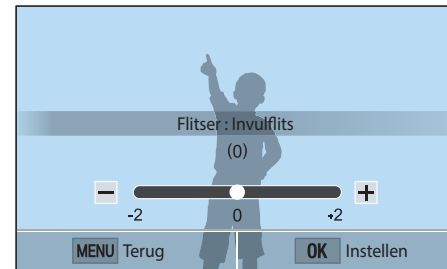 Flitser : Invulflits
(0)
− +
-2 0 +2
MENU Terug OK Instellen